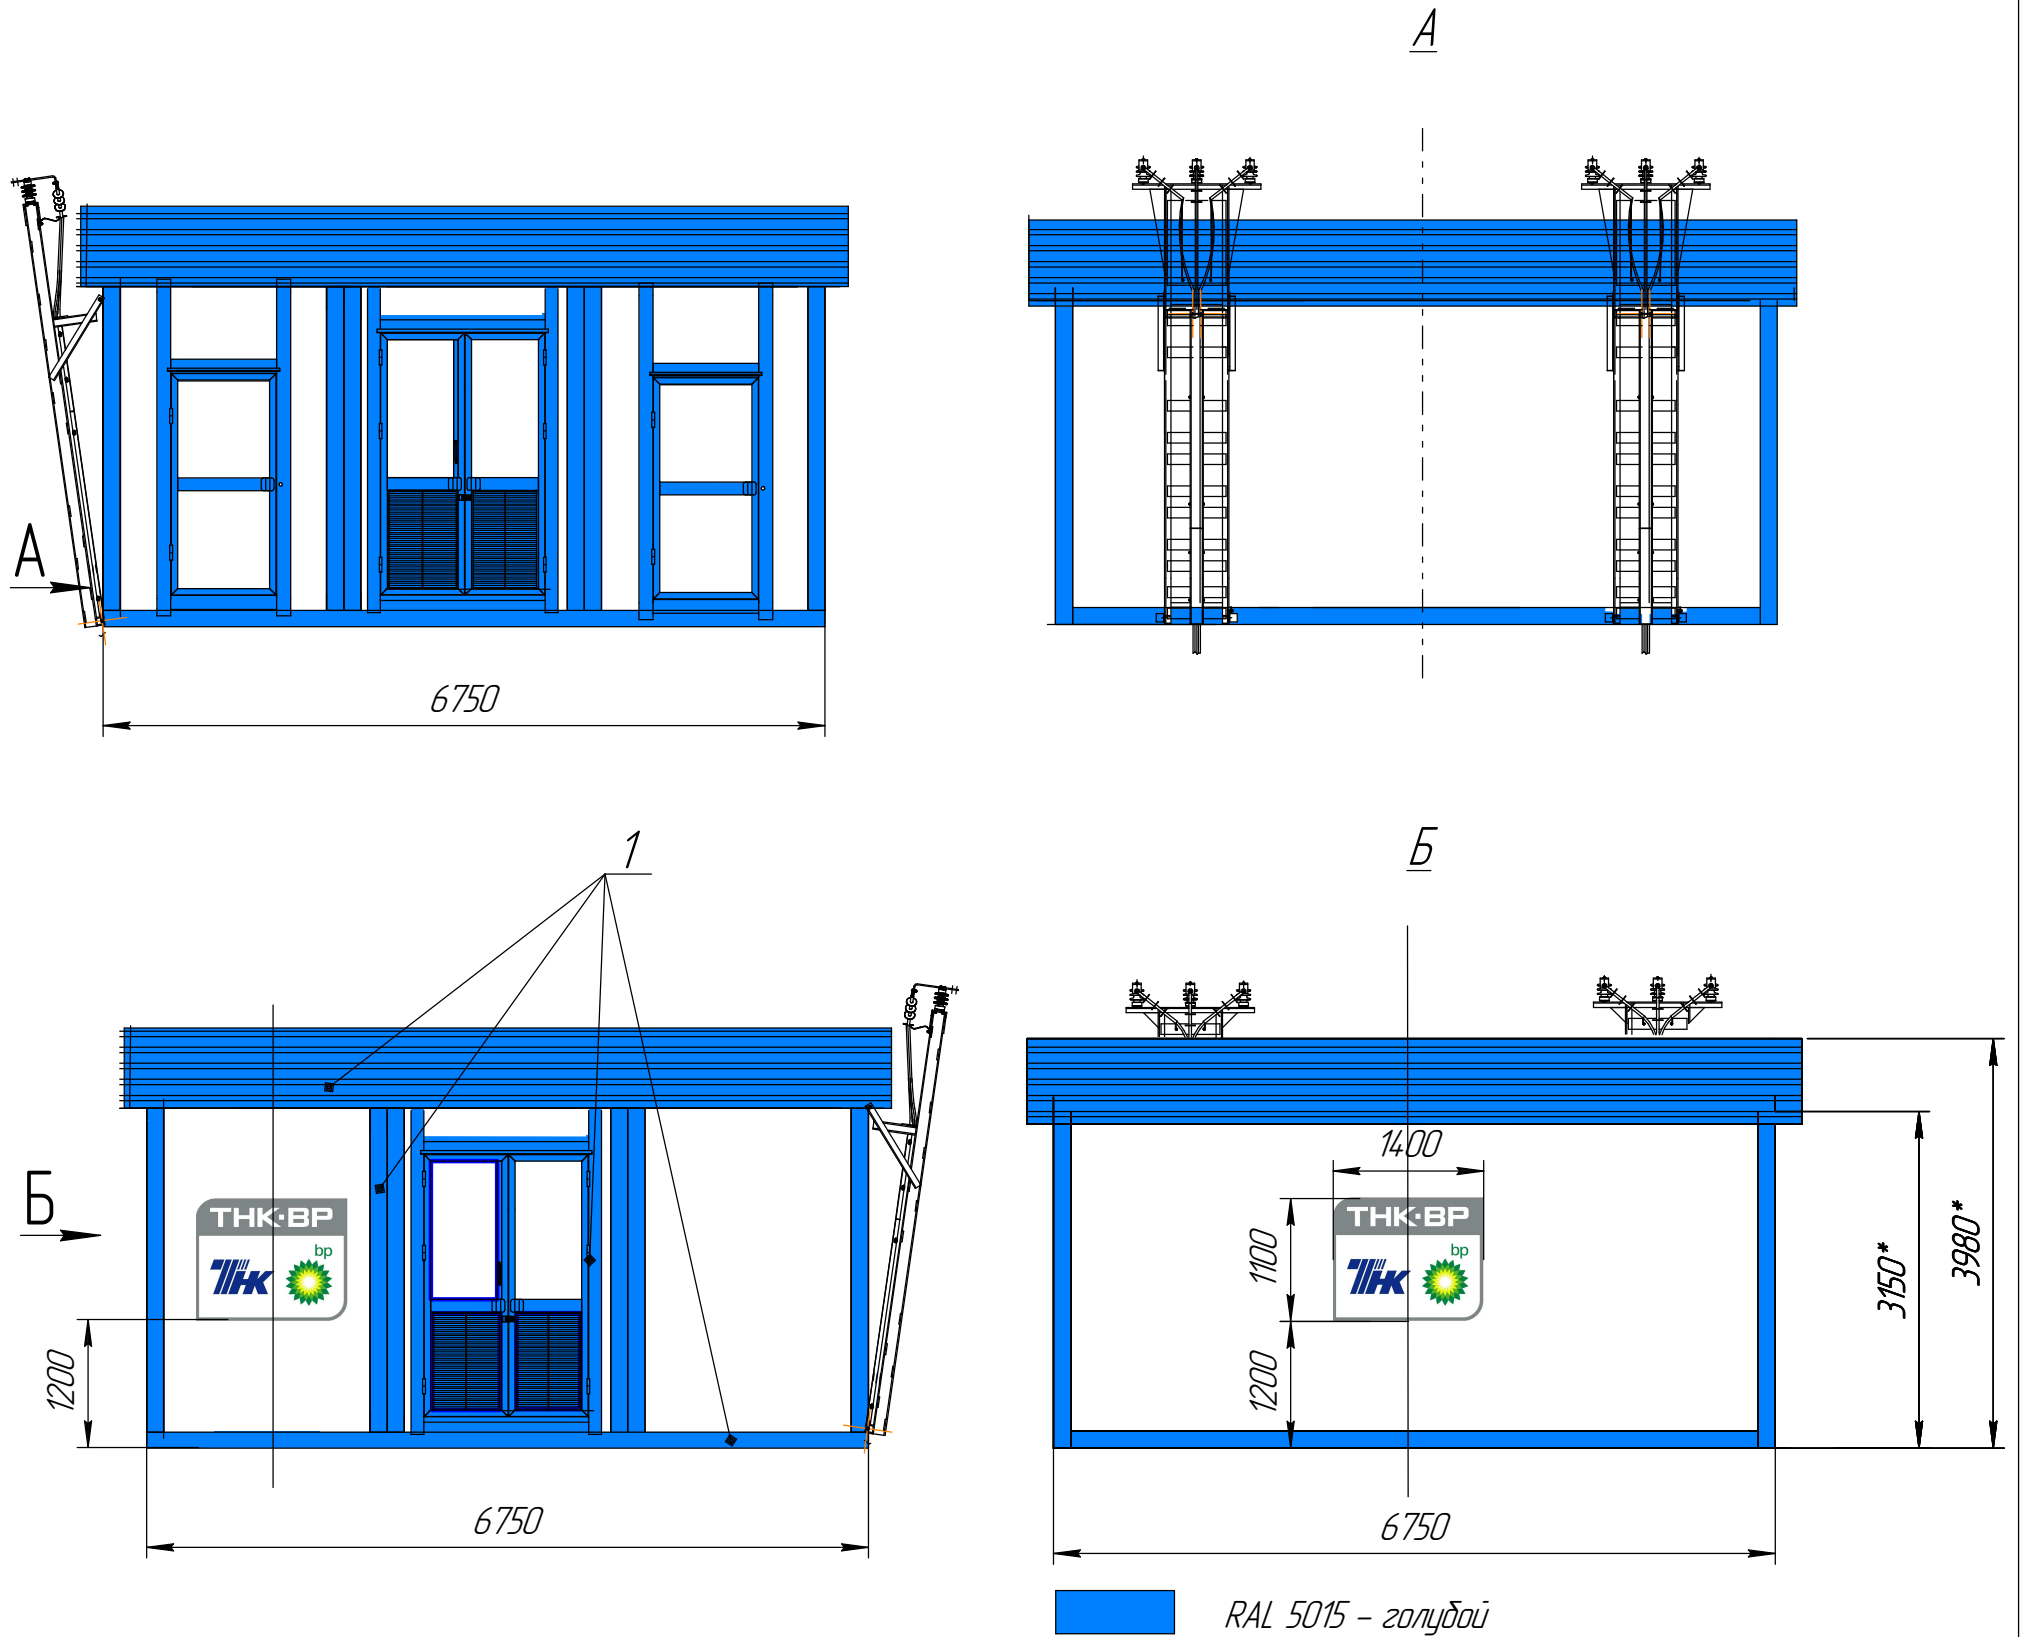 А
А
6750
1
Б
Б
ТНК·ВР
ТНК
bp
1200
6750
1400
ТНК·ВР
ТНК
bp
1100
1200
3150*
3980*
6750
RAL 5015 – голубой